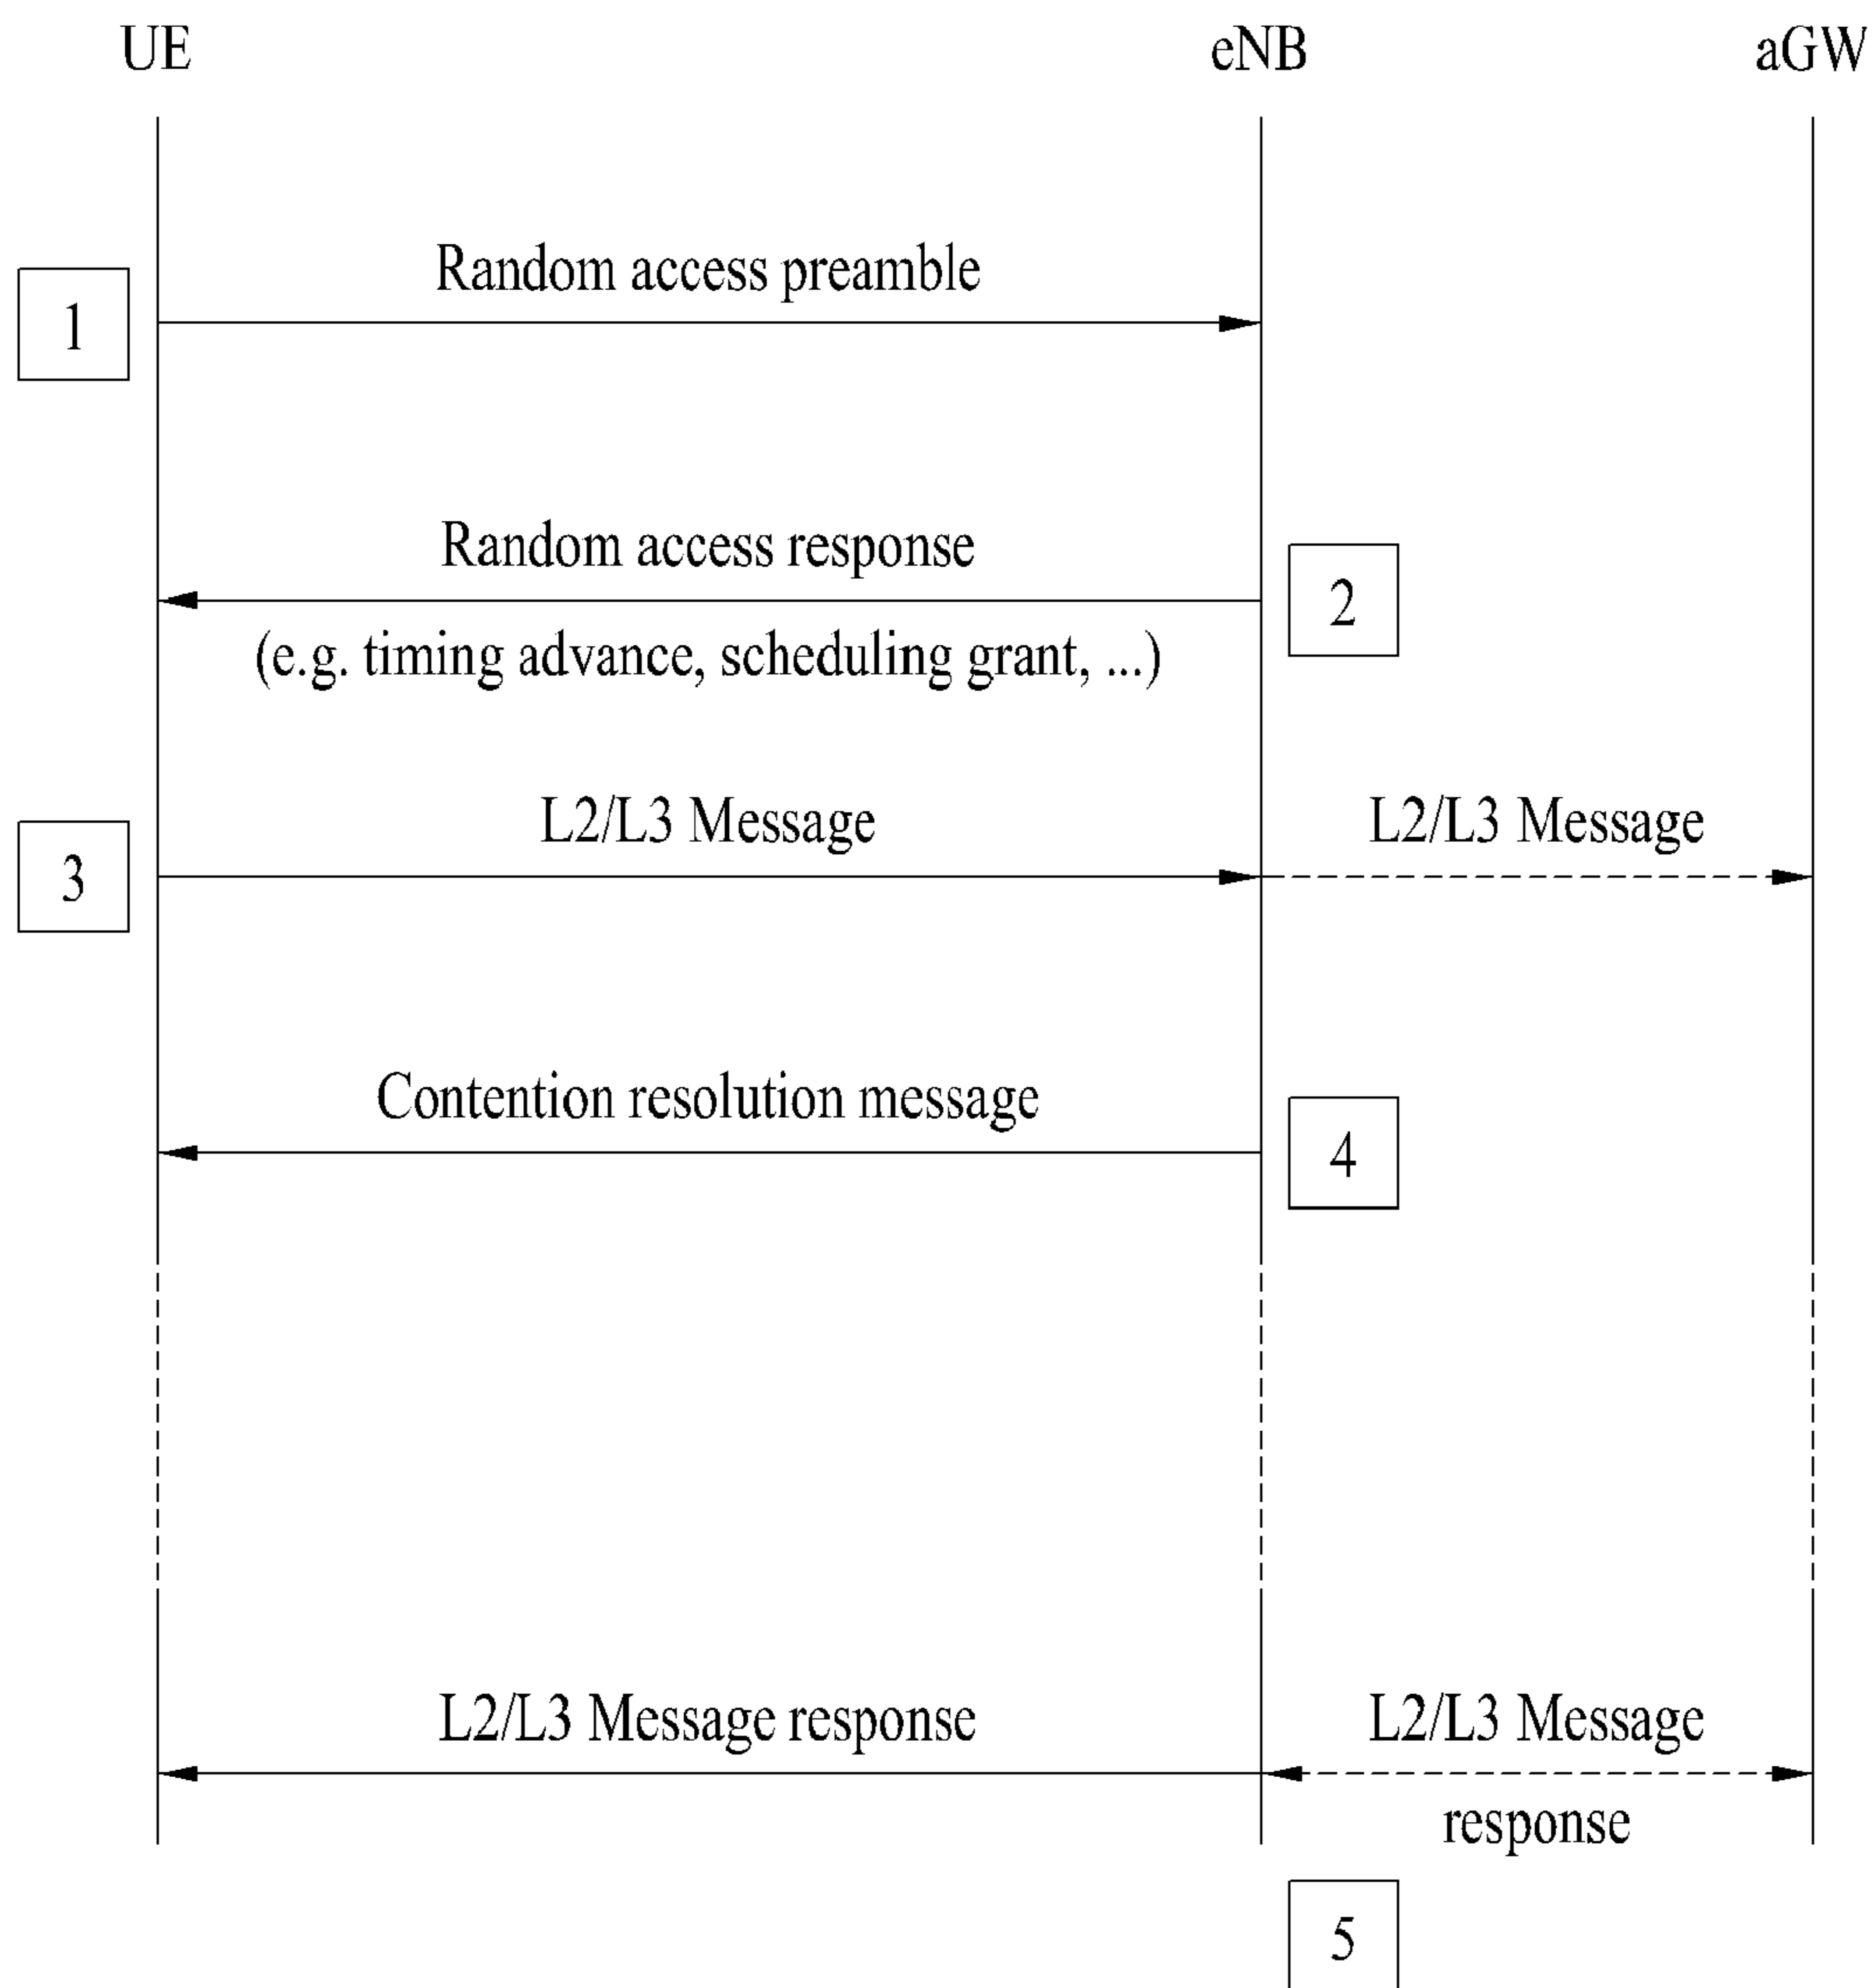 UE
eNB
aGW
Random access preamble
1
Random access response
2
(e.g. timing advance, scheduling grant, ...)
L2/L3 Message
L2/L3 Message
3
Contention resolution message
4
L2/L3 Message response
L2/L3 Message
response
5